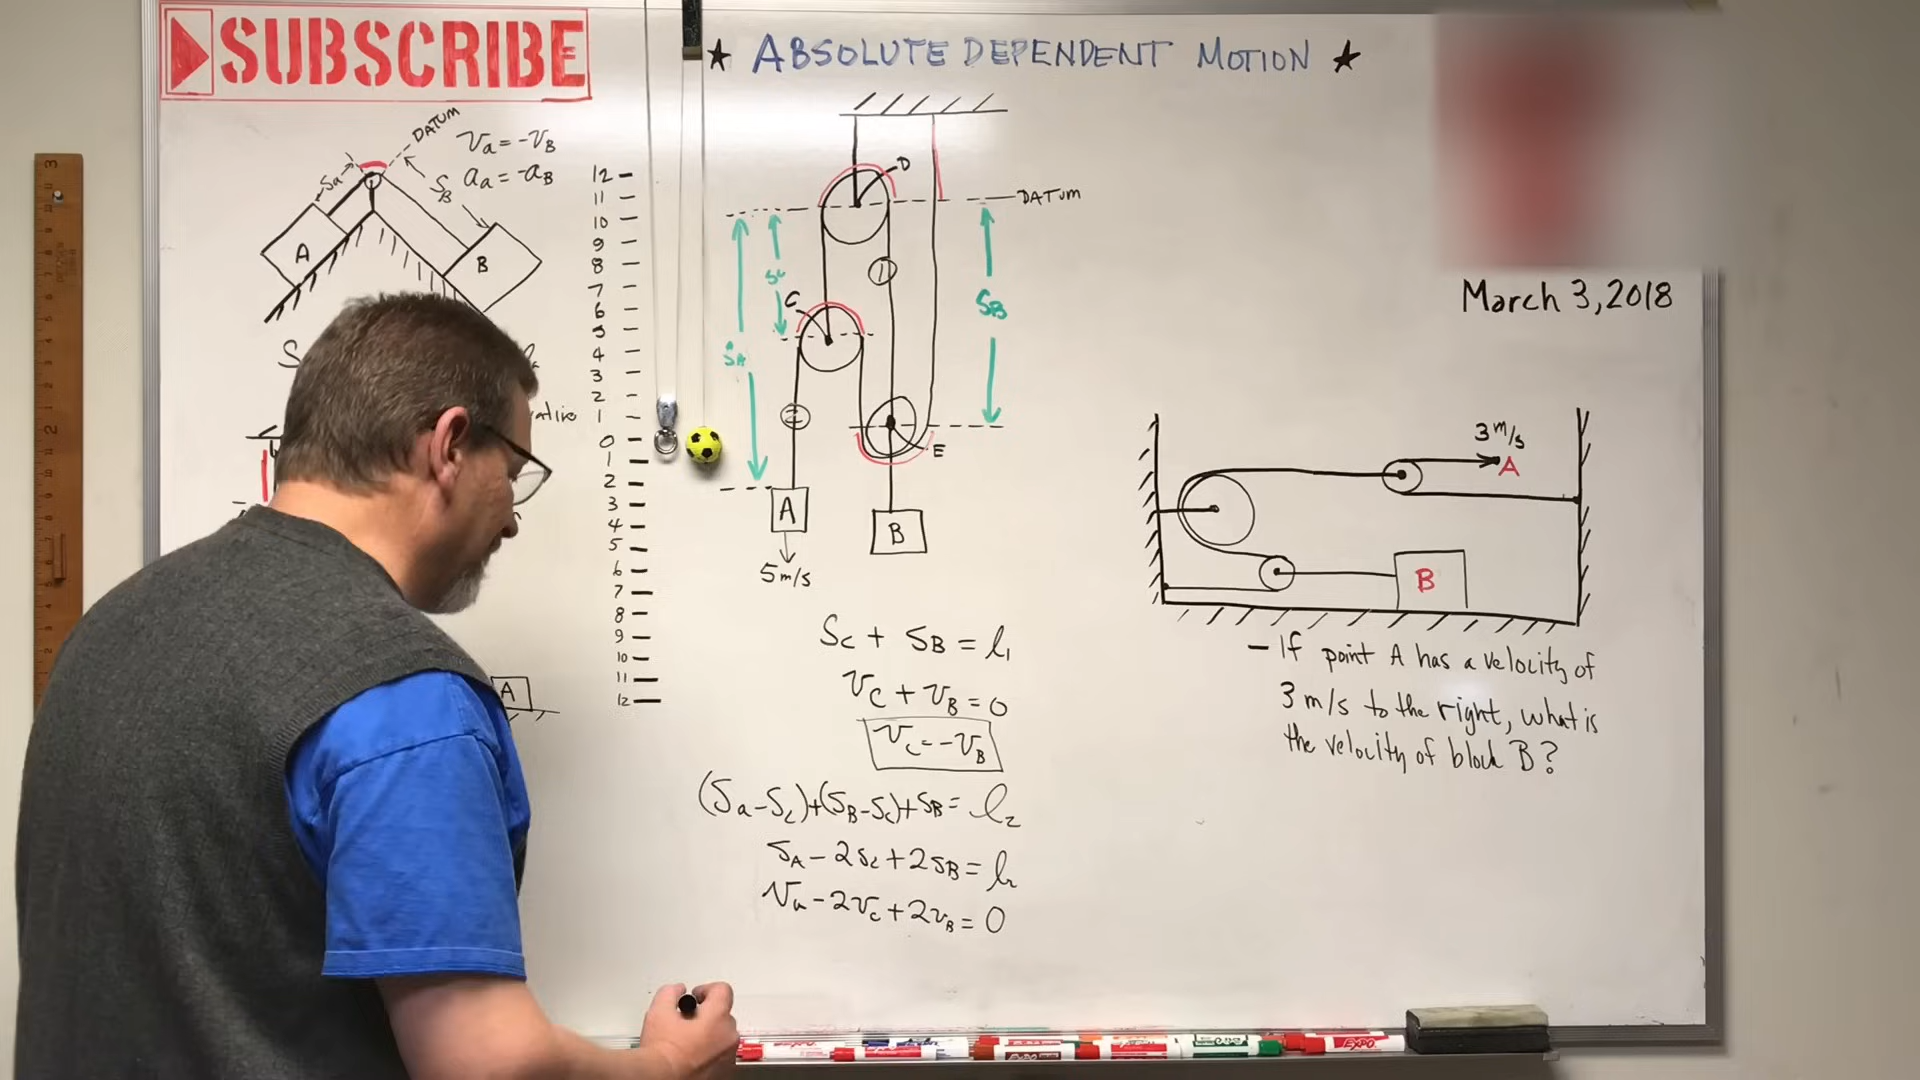 SUBSCRIBE
★ ABSOLUTE DEPENDENT MOTION ★
DATUM
Va = -VB
aa = -aB
Sa
SB
A
B
12
11
10
9
8
7
6
5
4
3
2
1
0
1
2
3
4
5
6
7
8
9
10
11
12
A
D
DATUM
1
C
Sc
SA
SB
2
E
A
B
5m/s
Sc + SB = l1
Vc + VB = 0
Vc = -VB
(Sa-Sc)+(SB-Sc)+SB = l2
SA - 2Sc + 2SB = l2
Va - 2Vc + 2VB = 0
March 3, 2018
3 m/s
A
B
- If point A has a velocity of
3 m/s to the right, what is
the velocity of block B?
EXPO